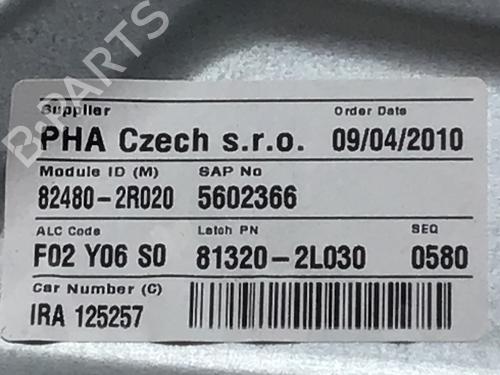 Supplier Order Date
PHA Czech s.r.o. 09/04/2010
Module ID (M) SAP No
82480-2R020 5602366
ALC Code Latch PN SEQ
F02 Y06 S0 81320-2L030 0580
Car Number (C)
IRA 125257
B-PARTS